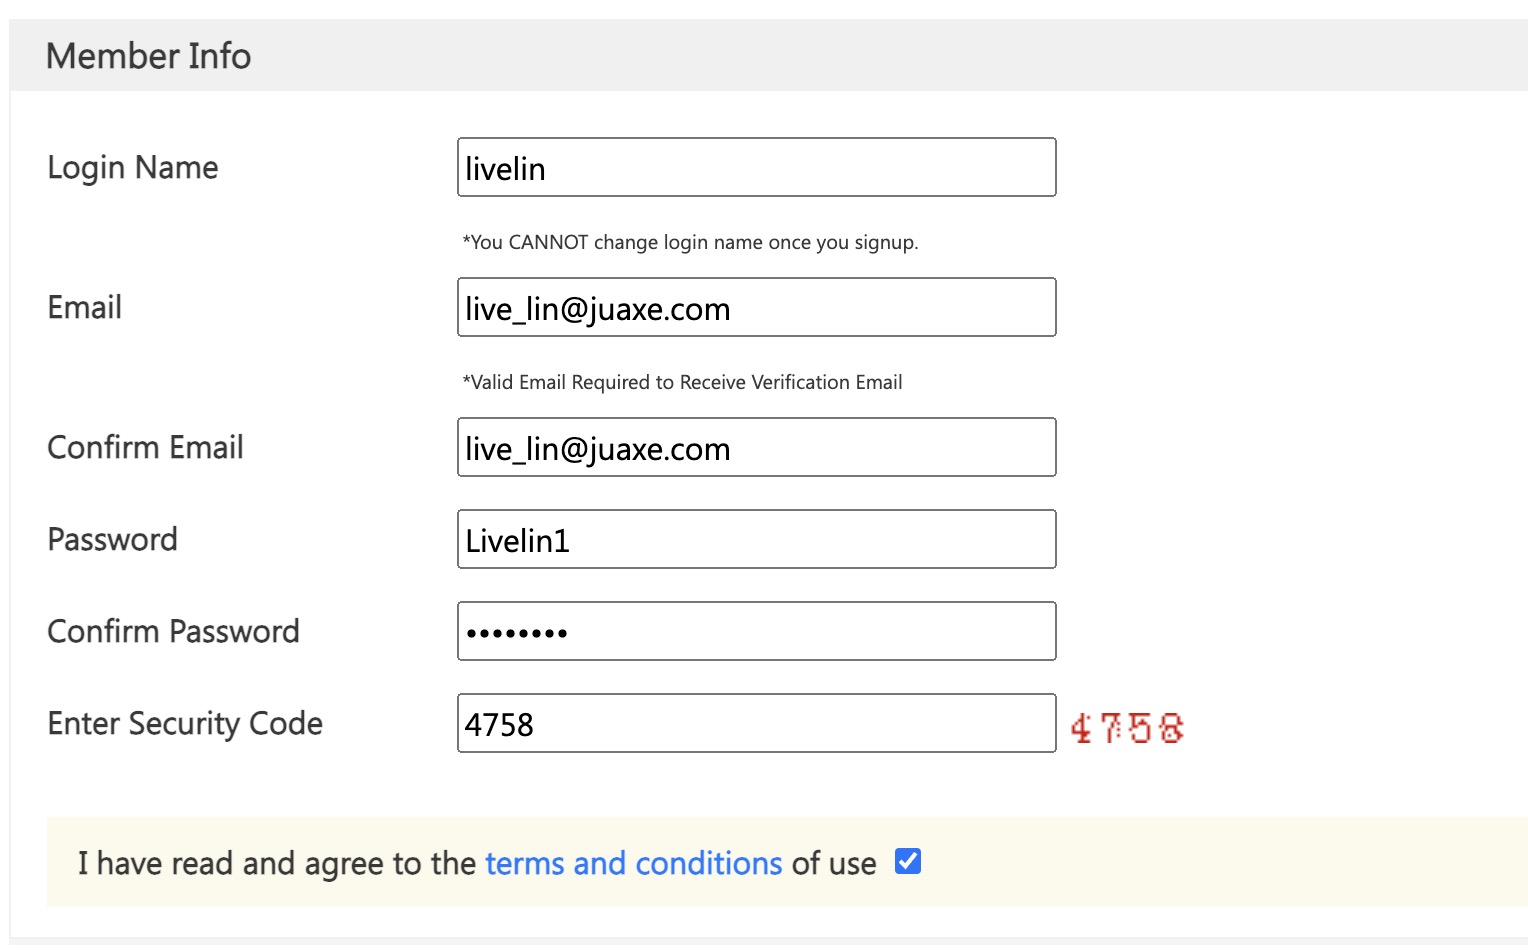 Member Info
Login Name livelin
*You CANNOT change login name once you signup.
Email live_lin@juaxe.com
*Valid Email Required to Receive Verification Email
Confirm Email live_lin@juaxe.com
Password Livelin1
Confirm Password ••••••••
Enter Security Code 4758 4758
I have read and agree to the terms and conditions of use